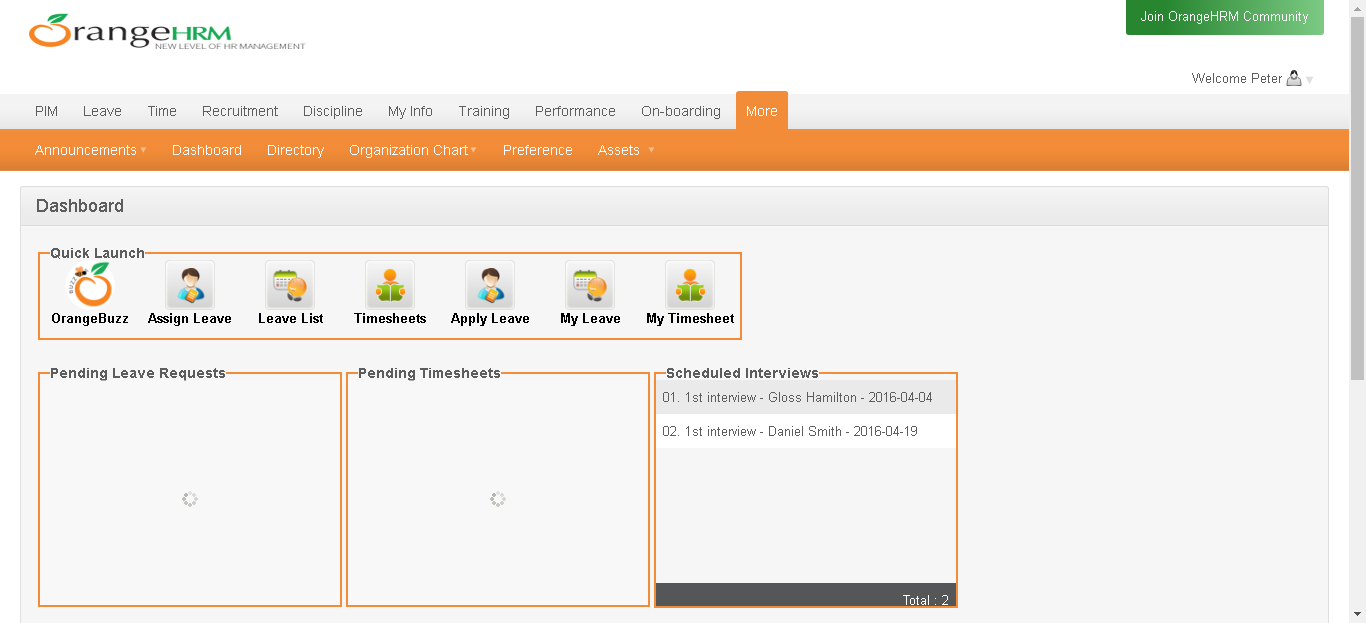 OrangeHRM
NEW LEVEL OF HR MANAGEMENT
Join OrangeHRM Community
Welcome Peter
PIM Leave Time Recruitment Discipline My Info Training Performance On-boarding More
Announcements Dashboard Directory Organization Chart Preference Assets
Dashboard
Quick Launch
BUZZ
OrangeBuzz Assign Leave Leave List Timesheets Apply Leave My Leave My Timesheet
Pending Leave Requests
Pending Timesheets
Scheduled Interviews
01. 1st interview - Gloss Hamilton - 2016-04-04
02. 1st interview - Daniel Smith - 2016-04-19
Total : 2